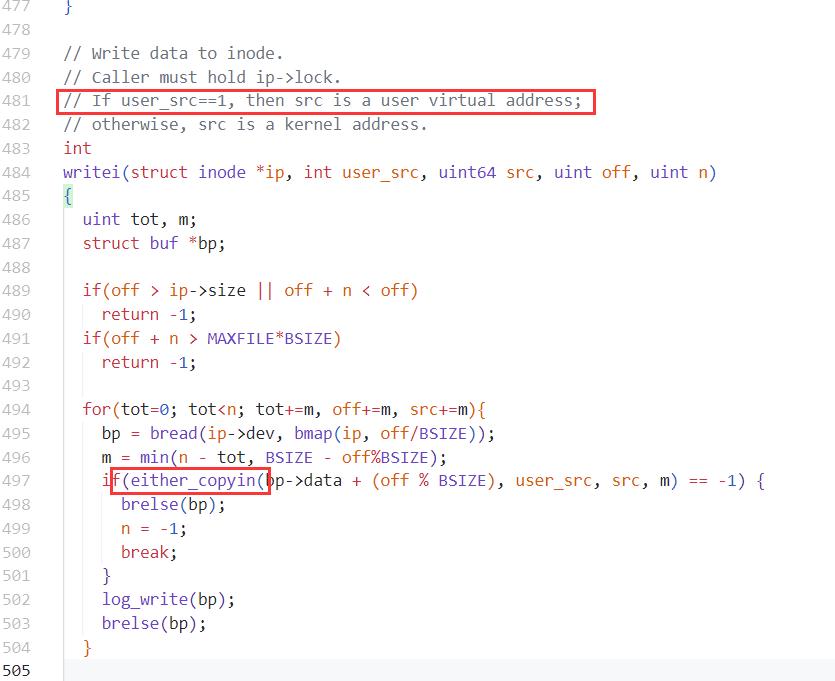 477 }
478
479 // Write data to inode.
480 // Caller must hold ip->lock.
481 // If user_src==1, then src is a user virtual address;
482 // otherwise, src is a kernel address.
483 int
484 writei(struct inode *ip, int user_src, uint64 src, uint off, uint n)
485 {
486   uint tot, m;
487   struct buf *bp;
488
489   if(off > ip->size || off + n < off)
490     return -1;
491   if(off + n > MAXFILE*BSIZE)
492     return -1;
493
494   for(tot=0; tot<n; tot+=m, off+=m, src+=m){
495     bp = bread(ip->dev, bmap(ip, off/BSIZE));
496     m = min(n - tot, BSIZE - off%BSIZE);
497     if(either_copyin(bp->data + (off % BSIZE), user_src, src, m) == -1) {
498       brelse(bp);
499       n = -1;
500       break;
501     }
502     log_write(bp);
503     brelse(bp);
504   }
505